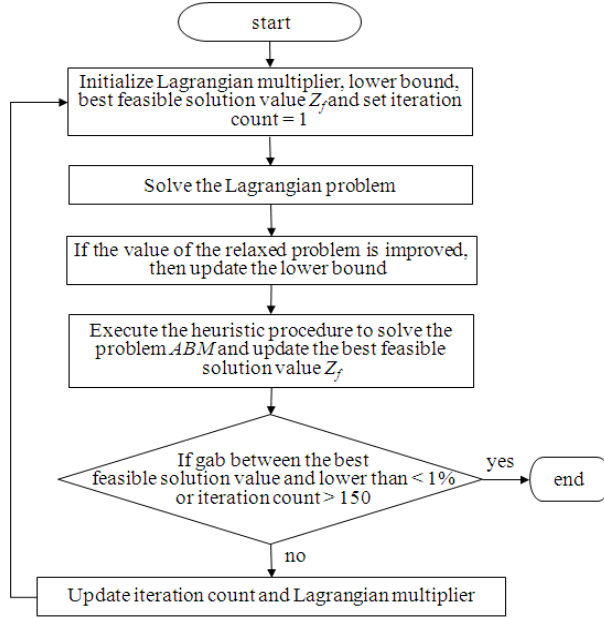 start
Initialize Lagrangian multiplier, lower bound,
best feasible solution value Z_f and set iteration
count = 1
Solve the Lagrangian problem
If the value of the relaxed problem is improved,
then update the lower bound
Execute the heuristic procedure to solve the
problem ABM and update the best feasible
solution value Z_f
If gab between the best
feasible solution value and lower than < 1%
or iteration count > 150
yes
end
no
Update iteration count and Lagrangian multiplier